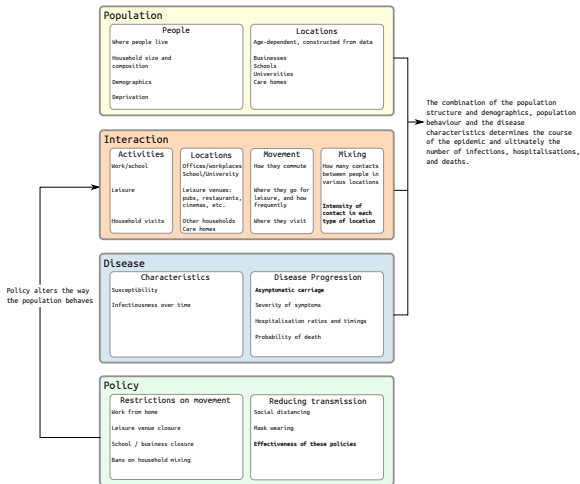 Population
People
Where people live
Household size and
composition
Demographics
Deprivation
Locations
Age-dependent, constructed from data
Businesses
Schools
Universities
Care homes
Interaction
Activities
Work/school
Leisure
Household visits
Locations
Offices/workplaces
School/University
Leisure venues:
pubs, restaurants,
cinemas, etc.
Other households
Care homes
Movement
How they commute
Where they go for
leisure, and how
frequently
Where they visit
Mixing
How many contacts
between people in
various locations
Intensity of
contact in each
type of location
Disease
Characteristics
Susceptibility
Infectiousness over time
Disease Progression
Asymptomatic carriage
Severity of symptoms
Hospitalisation ratios and timings
Probability of death
Policy
Restrictions on movement
Work from home
Leisure venue closure
School / business closure
Bans on household mixing
Reducing transmission
Social distancing
Mask wearing
Effectiveness of these policies
Policy alters the way
the population behaves
The combination of the population
structure and demographics, population
behaviour and the disease
characteristics determines the course
of the epidemic and ultimately the
number of infections, hospitalisations,
and deaths.